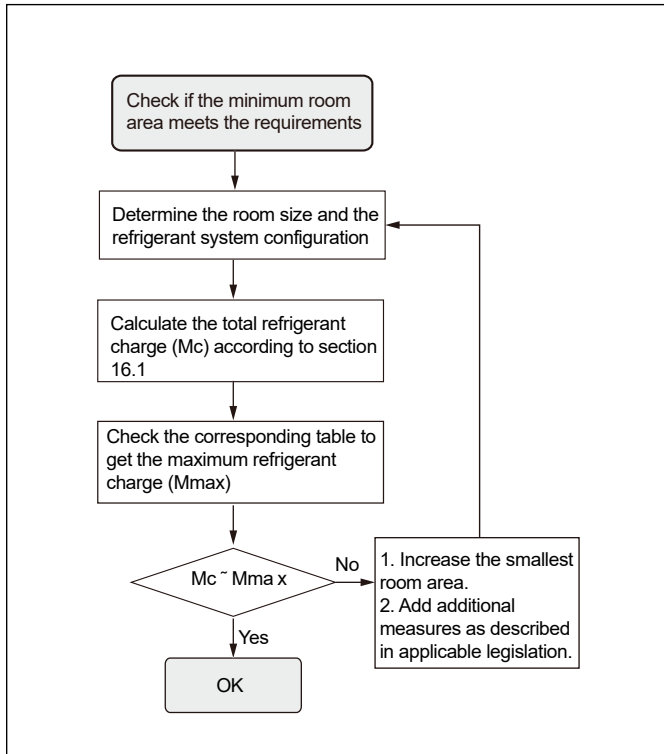 Check if the minimum room
area meets the requirements
Determine the room size and the
refrigerant system configuration
Calculate the total refrigerant
charge (Mc) according to section
16.1
Check the corresponding table to
get the maximum refrigerant
charge (Mmax)
Mc ˜ Mma x
No
1. Increase the smallest
room area.
2. Add additional
measures as described
in applicable legislation.
Yes
OK